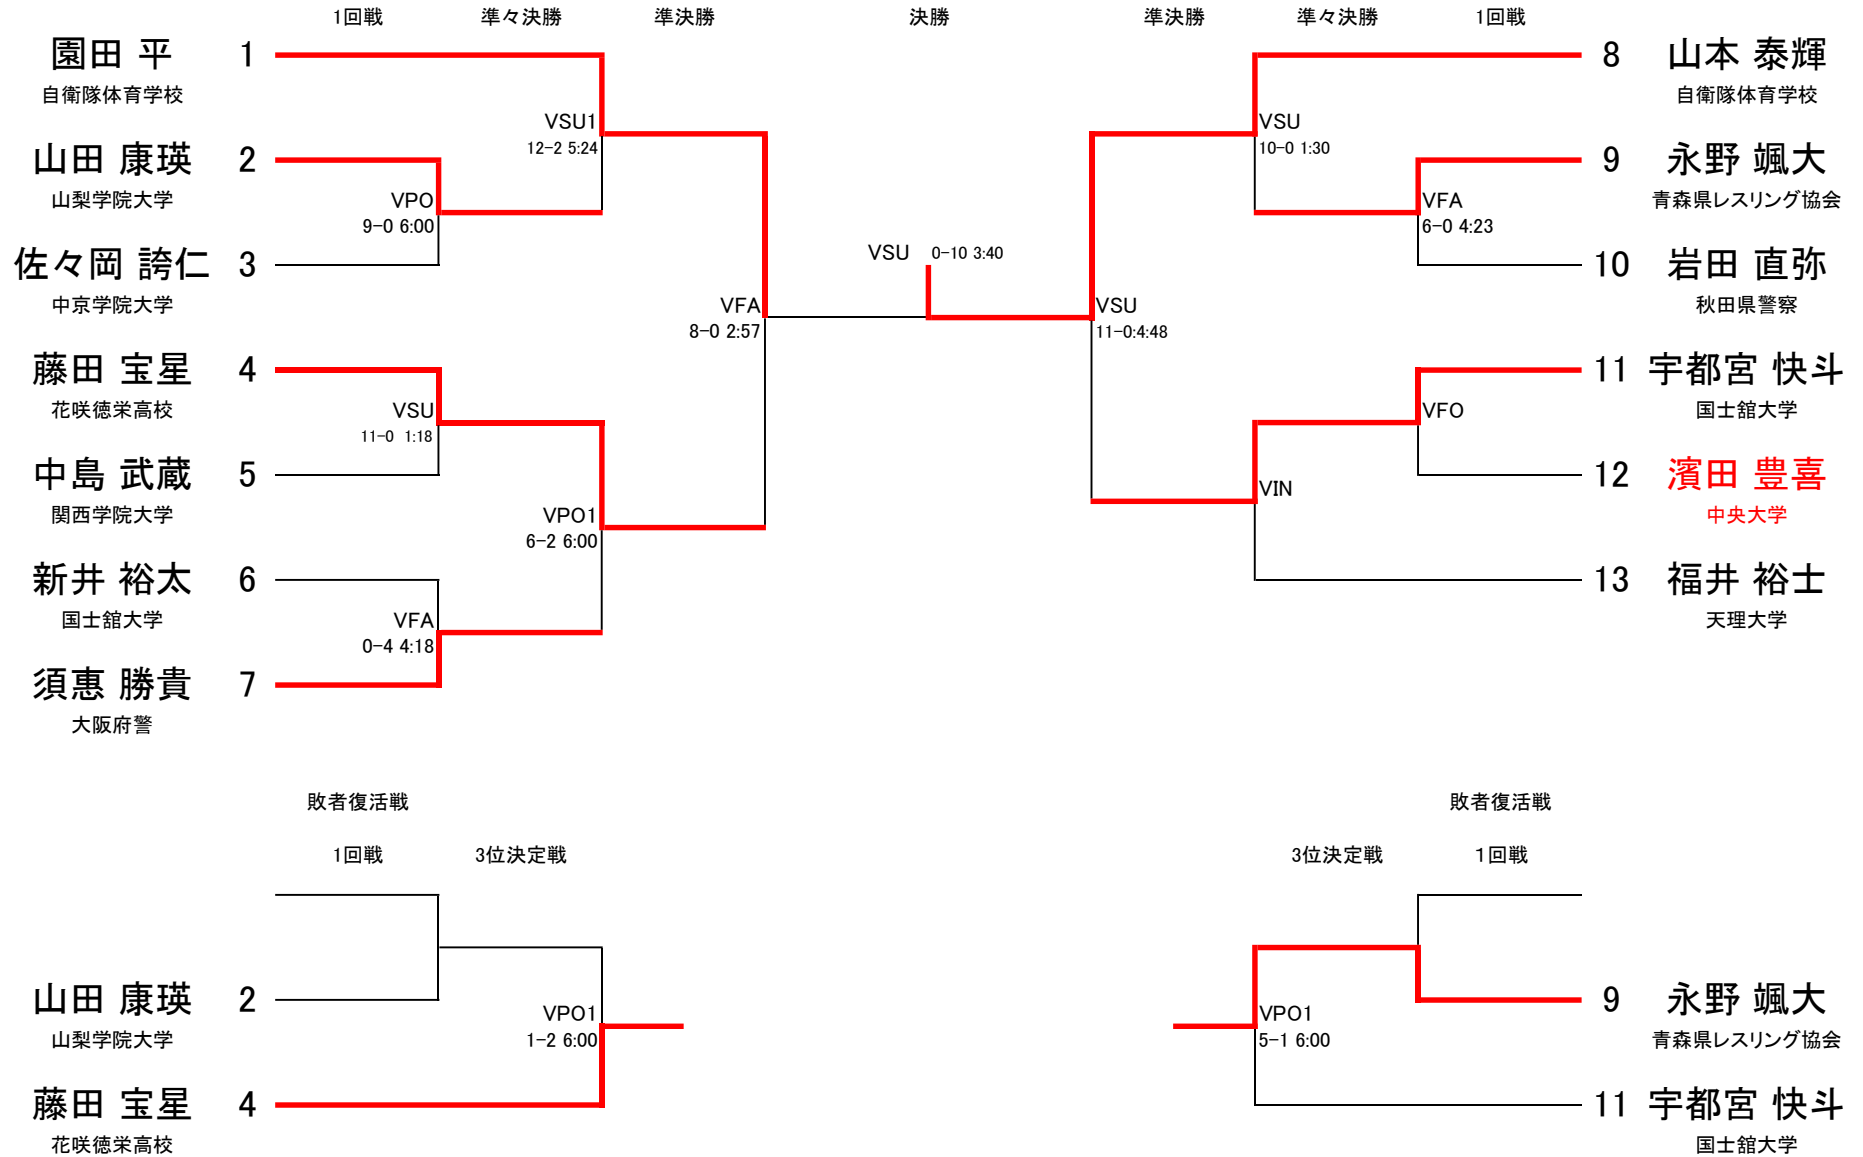 1回戦 準々決勝 準決勝 決勝 準決勝 準々決勝 1回戦
園田 平 1
自衛隊体育学校
山田 康瑛 2
山梨学院大学
佐々岡 誇仁 3
中京学院大学
藤田 宝星 4
花咲徳栄高校
中島 武蔵 5
関西学院大学
新井 裕太 6
国士舘大学
須惠 勝貴 7
大阪府警
VPO
9-0 6:00
VSU
11-0 1:18
VFA
0-4 4:18
VSU1
12-2 5:24
VPO1
6-2 6:00
VFA
8-0 2:57
VSU 0-10 3:40
VSU
11-0:4:48
VSU
10-0 1:30
VIN
VFA
6-0 4:23
VFO
8 山本 泰輝
自衛隊体育学校
9 永野 颯大
青森県レスリング協会
10 岩田 直弥
秋田県警察
11 宇都宮 快斗
国士舘大学
12 濱田 豊喜
中央大学
13 福井 裕士
天理大学
敗者復活戦
1回戦 3位決定戦
山田 康瑛 2
山梨学院大学
藤田 宝星 4
花咲徳栄高校
VPO1
1-2 6:00
敗者復活戦
3位決定戦 1回戦
VPO1
5-1 6:00
9 永野 颯大
青森県レスリング協会
11 宇都宮 快斗
国士舘大学